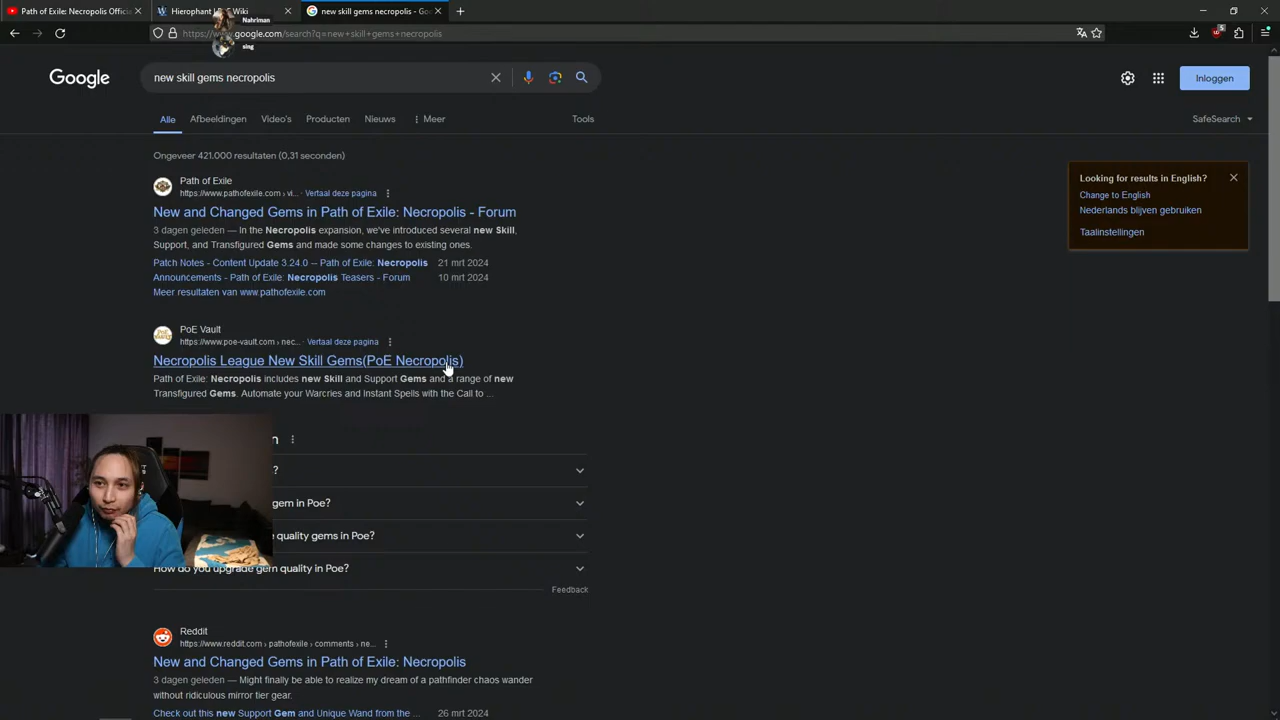 Path of Exile: Necropolis Offici
Hierophant
Wiki
new skill gems necropolis - Goo
Nahriman
sing
google.com/search?q=new+skill+gems+necropolis
5
Google
new skill gems necropolis
Inloggen
Alle
Afbeeldingen
Video's
Producten
Nieuws
Meer
Tools
SafeSearch
Ongeveer 421.000 resultaten (0,31 seconden)
Path of Exile
https://www.pathofexile.com › vi... · Vertaal deze pagina
New and Changed Gems in Path of Exile: Necropolis - Forum
3 dagen geleden — In the Necropolis expansion, we've introduced several new Skill,
Support, and Transfigured Gems and made some changes to existing ones.
Patch Notes - Content Update 3.24.0 -- Path of Exile: Necropolis 21 mrt 2024
Announcements - Path of Exile: Necropolis Teasers - Forum 10 mrt 2024
Meer resultaten van www.pathofexile.com
Looking for results in English?
Change to English
Nederlands blijven gebruiken
Taalinstellingen
PoE Vault
https://www.poe-vault.com › nec... · Vertaal deze pagina
Necropolis League New Skill Gems(PoE Necropolis)
Path of Exile: Necropolis includes new Skill and Support Gems and a range of new
Transfigured Gems. Automate your Warcries and Instant Spells with the Call to ...
n
?
gem in Poe?
quality gems in Poe?
How do you upgrade gem quality in Poe?
Feedback
Reddit
https://www.reddit.com › pathofexile › comments › ne...
New and Changed Gems in Path of Exile: Necropolis
3 dagen geleden — Might finally be able to realize my dream of a pathfinder chaos wander
without ridiculous mirror tier gear.
Check out this new Support Gem and Unique Wand from the ... 26 mrt 2024